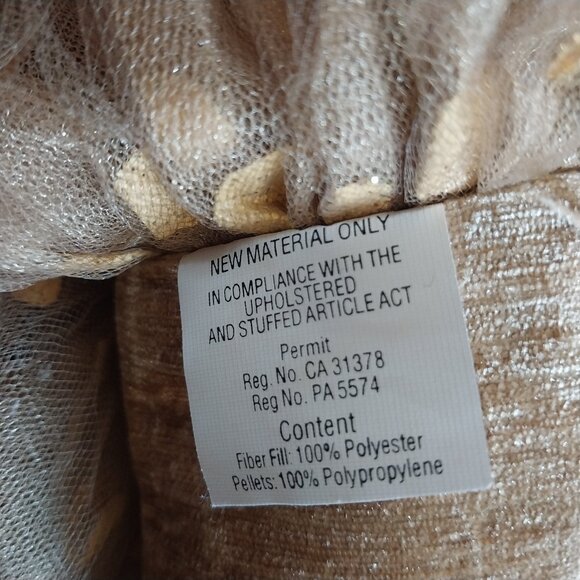 NEW MATERIAL ONLY
IN COMPLIANCE WITH THE
UPHOLSTERED
AND STUFFED ARTICLE ACT
Permit
Reg. No. CA 31378
Reg No. PA 5574
Content
Fiber Fill: 100% Polyester
Pellets: 100% Polypropylene